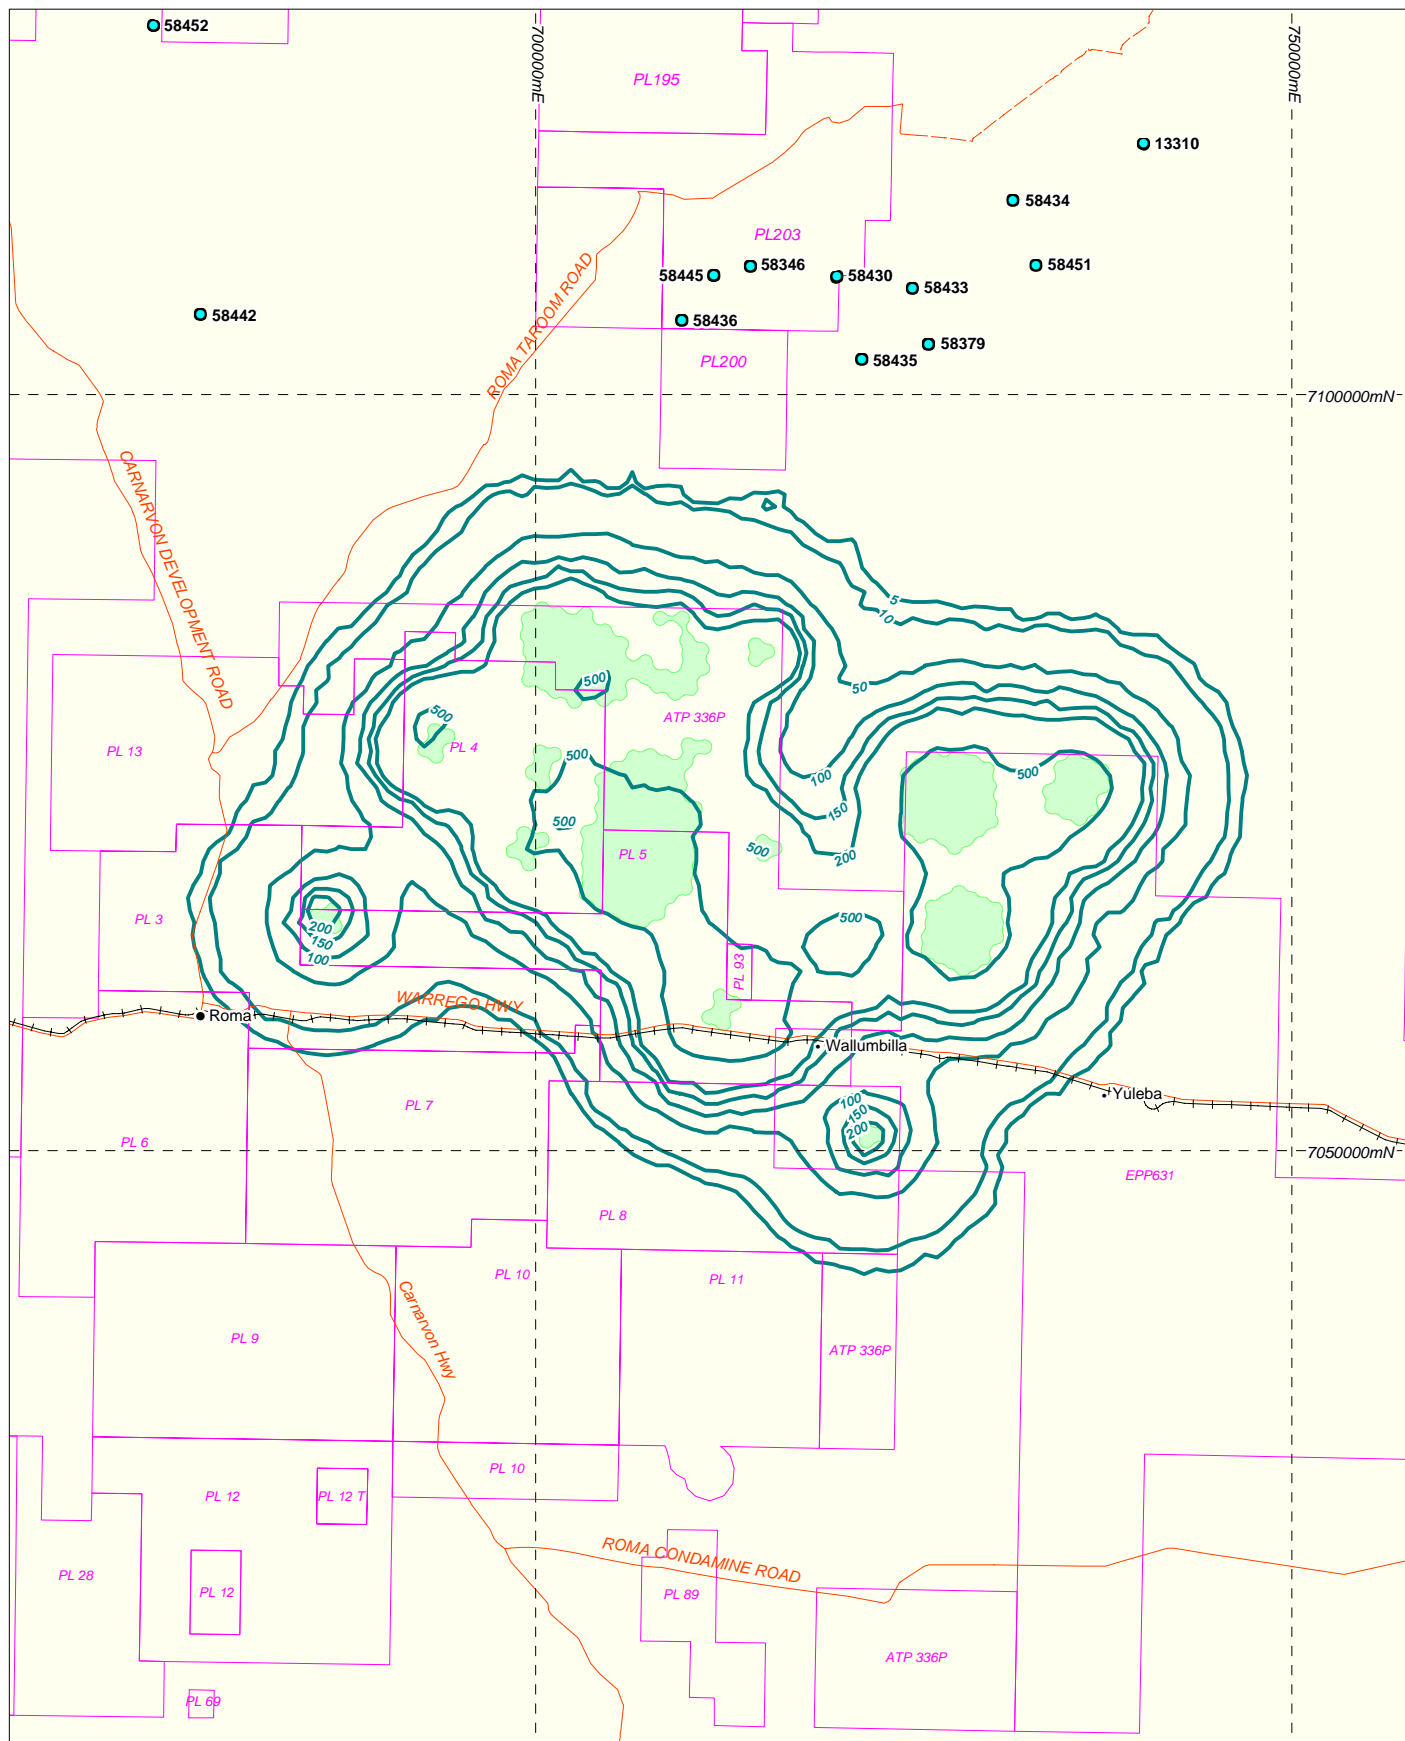 58452
700000mE
750000mE
PL195
13310
58434
PL203
58445
58346
58430
58451
58433
58442
58436
ROMA TAROOM ROAD
58379
58435
PL200
7100000mN
CARNARVON DEVELOPMENT ROAD
5
10
50
500
500
ATP 336P
PL 4
PL 13
500
500
100
150
500
500
PL 5
200
PL 3
500
200
150
100
PL 93
WARREGO HWY
Roma
Wallumbilla
Yuleba
100
150
200
PL 7
PL 6
7050000mN
EPP631
PL 8
PL 10
PL 11
Carnarvon Hwy
PL 9
ATP 336P
PL 10
PL 12
PL 12 T
ROMA CONDAMINE ROAD
PL 28
PL 12
PL 89
ATP 336P
PL 69